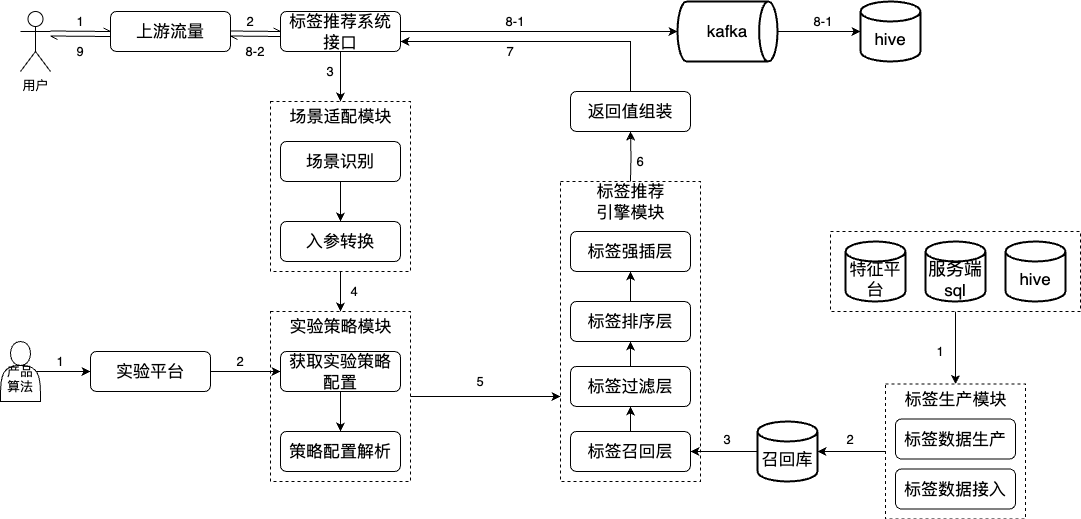 1
9
用户
上游流量
2
8-2
标签推荐系统
接口
8-1
7
kafka
8-1
hive
3
场景适配模块
场景识别
入参转换
4
返回值组装
6
标签推荐
引擎模块
标签强插层
标签排序层
标签过滤层
标签召回层
特征平
台
服务端
sql
hive
1
标签生产模块
标签数据生产
标签数据接入
2
召回库
3
产品
算法
1
实验平台
2
实验策略模块
获取实验策略
配置
策略配置解析
5